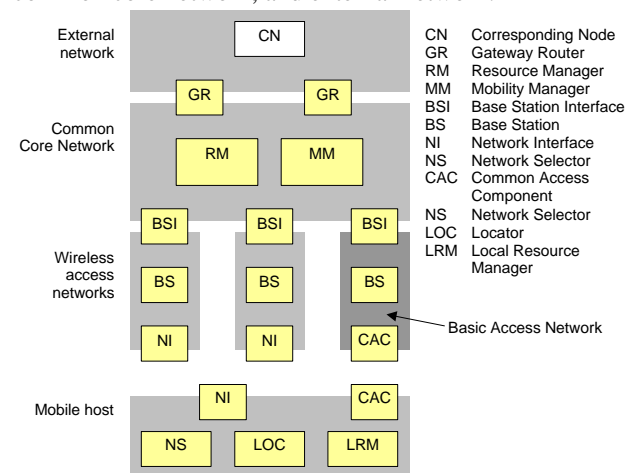 External
network
CN
GR
GR
Common
Core Network
RM
MM
BSI
BSI
BSI
Wireless
access
networks
BS
BS
BS
NI
NI
CAC
Basic Access Network
Mobile host
NI
CAC
NS
LOC
LRM
CN Corresponding Node
GR Gateway Router
RM Resource Manager
MM Mobility Manager
BSI Base Station Interface
BS Base Station
NI Network Interface
NS Network Selector
CAC Common Access
Component
NS Network Selector
LOC Locator
LRM Local Resource
Manager